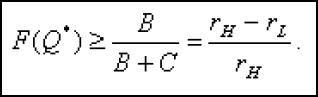 F(Q*) ≥ B / (B + C) = (r_H − r_L) / r_H .